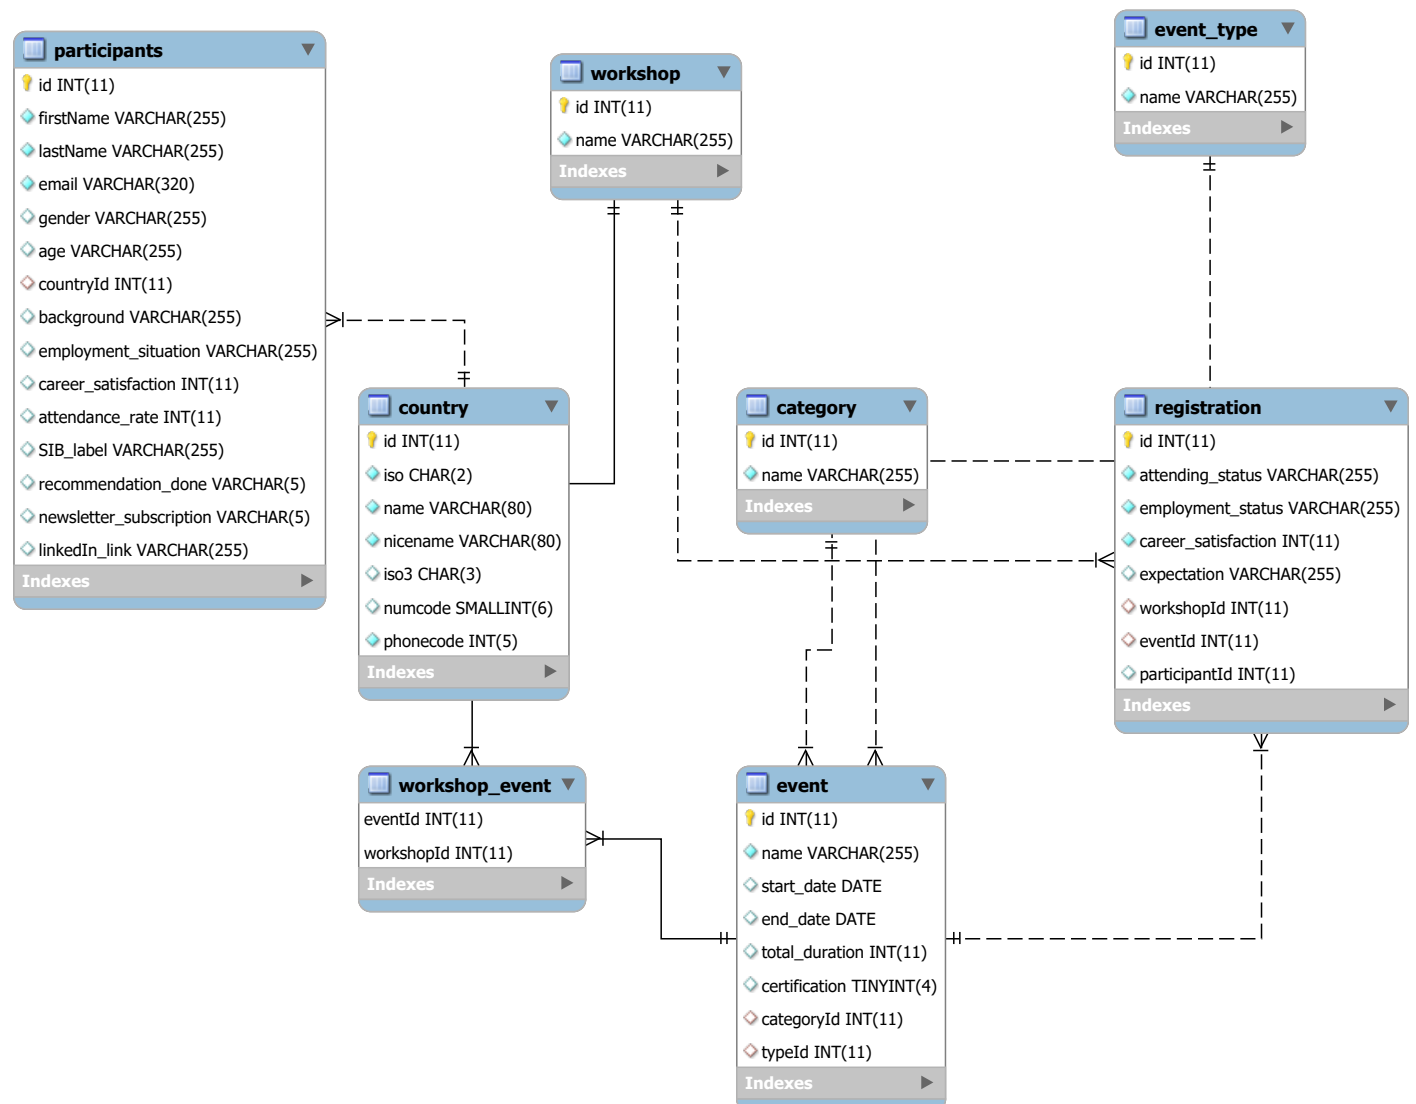 participants
id INT(11)
firstName VARCHAR(255)
lastName VARCHAR(255)
email VARCHAR(320)
gender VARCHAR(255)
age VARCHAR(255)
countryId INT(11)
background VARCHAR(255)
employment_situation VARCHAR(255)
career_satisfaction INT(11)
attendance_rate INT(11)
SIB_label VARCHAR(255)
recommendation_done VARCHAR(5)
newsletter_subscription VARCHAR(5)
linkedIn_link VARCHAR(255)
Indexes
workshop
id INT(11)
name VARCHAR(255)
Indexes
event_type
id INT(11)
name VARCHAR(255)
Indexes
country
id INT(11)
iso CHAR(2)
name VARCHAR(80)
nicename VARCHAR(80)
iso3 CHAR(3)
numcode SMALLINT(6)
phonecode INT(5)
Indexes
category
id INT(11)
name VARCHAR(255)
Indexes
registration
id INT(11)
attending_status VARCHAR(255)
employment_status VARCHAR(255)
career_satisfaction INT(11)
expectation VARCHAR(255)
workshopId INT(11)
eventId INT(11)
participantId INT(11)
Indexes
workshop_event
eventId INT(11)
workshopId INT(11)
Indexes
event
id INT(11)
name VARCHAR(255)
start_date DATE
end_date DATE
total_duration INT(11)
certification TINYINT(4)
categoryId INT(11)
typeId INT(11)
Indexes